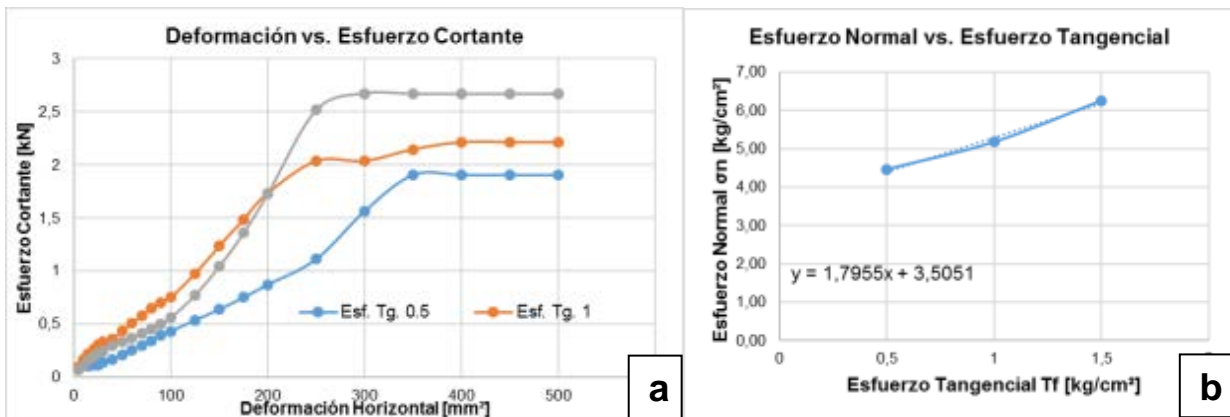 Deformación vs. Esfuerzo Cortante
3
2,5
2
1,5
1
0,5
0
Esfuerzo Cortante [kN]
Esf. Tg. 0.5
Esf. Tg. 1
0
100
200
300
400
500
Deformación Horizontal [mm²]
a
Esfuerzo Normal vs. Esfuerzo Tangencial
7,00
6,00
5,00
4,00
3,00
2,00
1,00
0,00
Esfuerzo Normal σn [kg/cm²]
y = 1,7955x + 3,5051
0
0,5
1
1,5
Esfuerzo Tangencial Tf [kg/cm²]
b